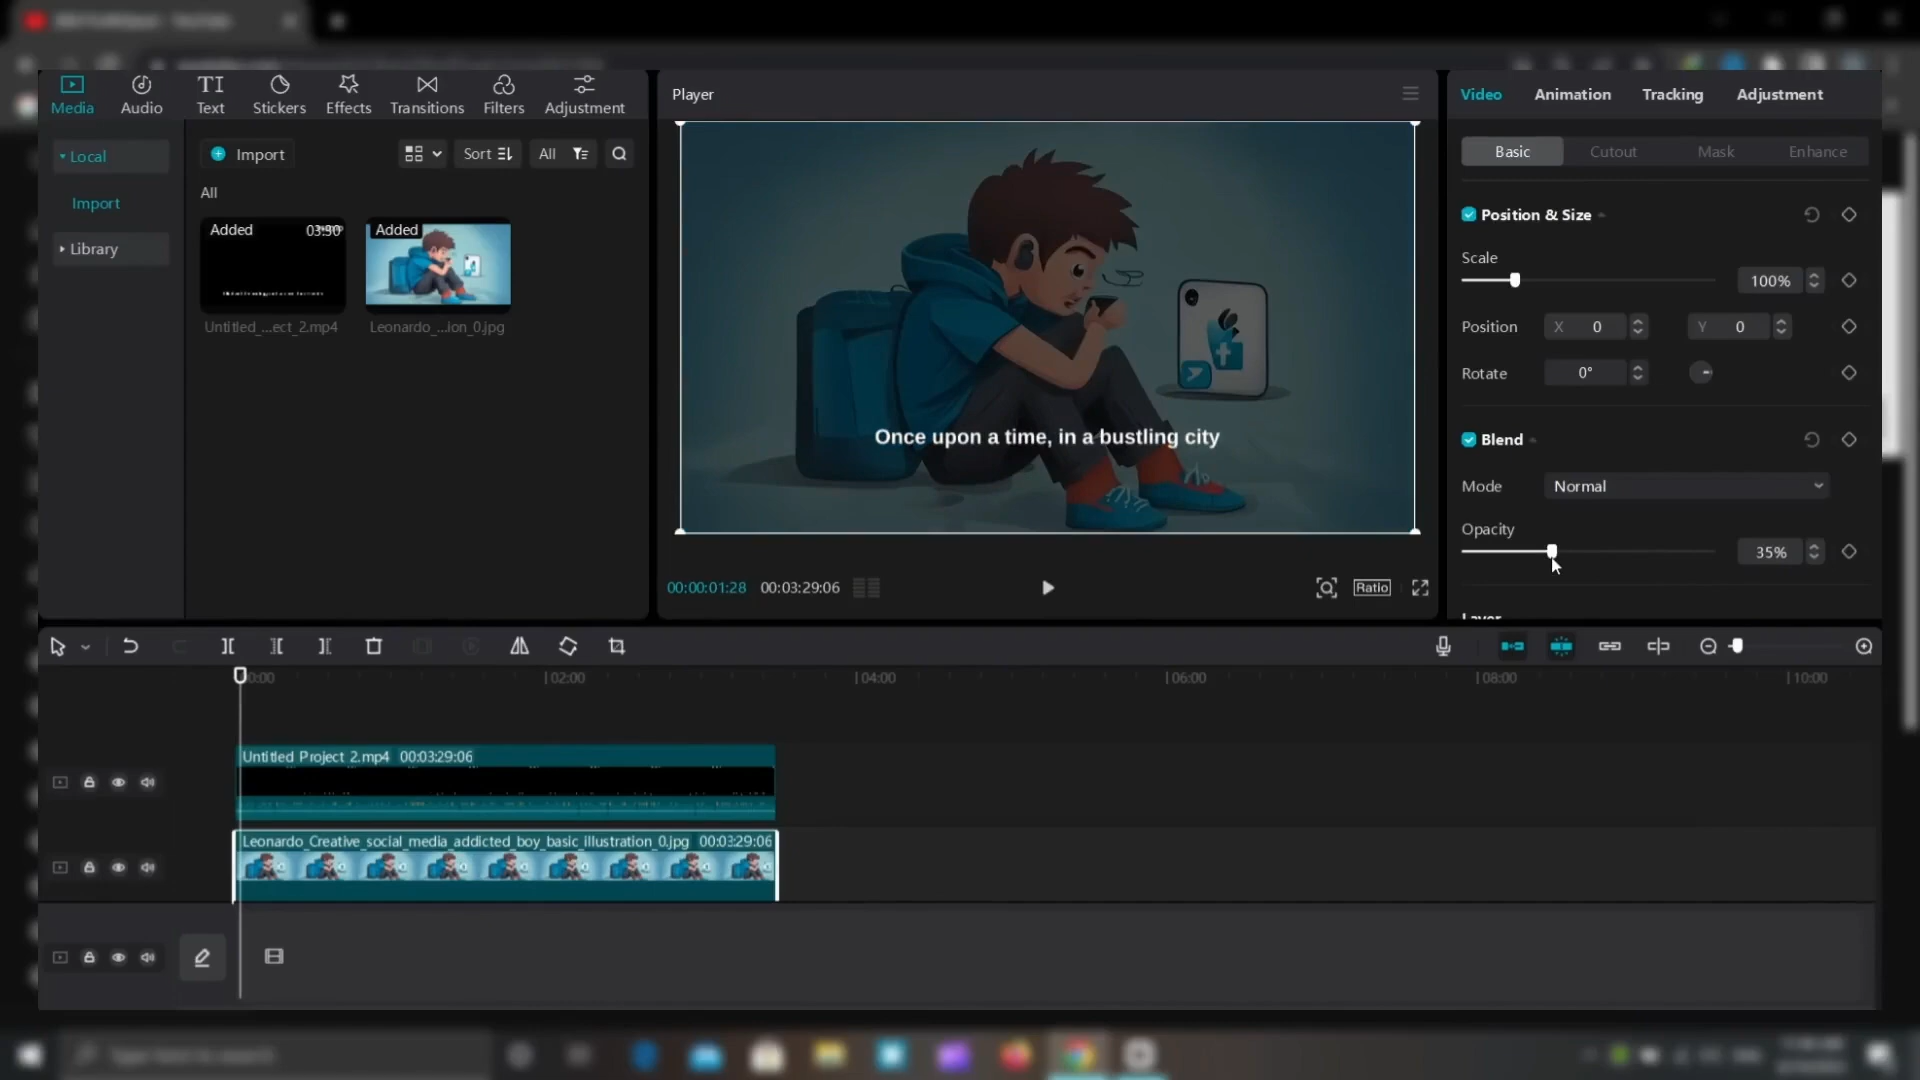 Media
Audio
Text
Stickers
Effects
Transitions
Filters
Adjustment
Local
Import
Library
Import
Sort
All
All
Added
Added
Untitled_...ect_2.mp4
Leonardo_...ion_0.jpg
Player
Once upon a time, in a bustling city
00:00:01:28 00:03:29:06
Ratio
Video
Animation
Tracking
Adjustment
Basic
Cutout
Mask
Enhance
Position & Size
Scale
100%
Position X 0 Y 0
Rotate 0°
Blend
Mode Normal
Opacity
35%
02:00
04:00
06:00
08:00
10:00
Untitled Project 2.mp4 00:03:29:06
Leonardo_Creative_social_media_addicted_boy_basic_illustration_0.jpg 00:03:29:06